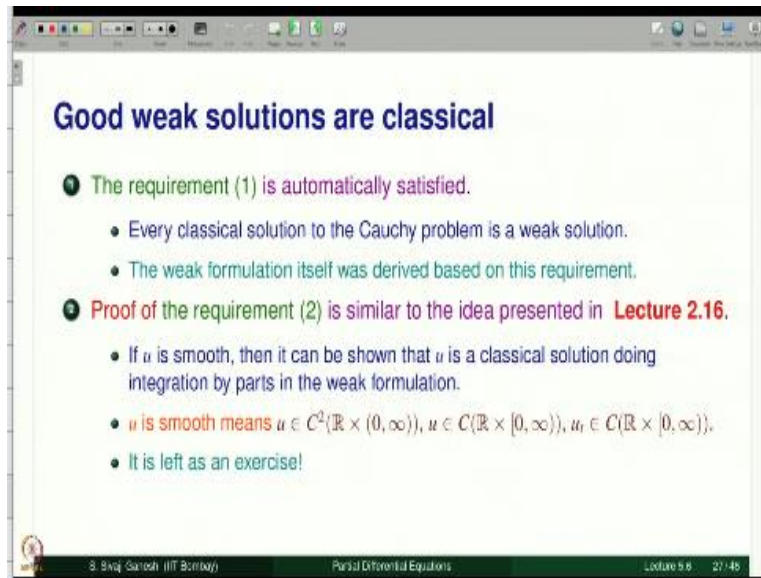 Good weak solutions are classical
1 The requirement (1) is automatically satisfied.
• Every classical solution to the Cauchy problem is a weak solution.
• The weak formulation itself was derived based on this requirement.
2 Proof of the requirement (2) is similar to the idea presented in Lecture 2.16.
• If u is smooth, then it can be shown that u is a classical solution doing
integration by parts in the weak formulation.
• u is smooth means u ∈ C²(ℝ × (0, ∞)), u ∈ C(ℝ × [0, ∞)), uₜ ∈ C(ℝ × [0, ∞)).
• It is left as an exercise!
S. Sivaji Ganesh (IIT Bombay) Partial Differential Equations Lecture 5.6 27/46